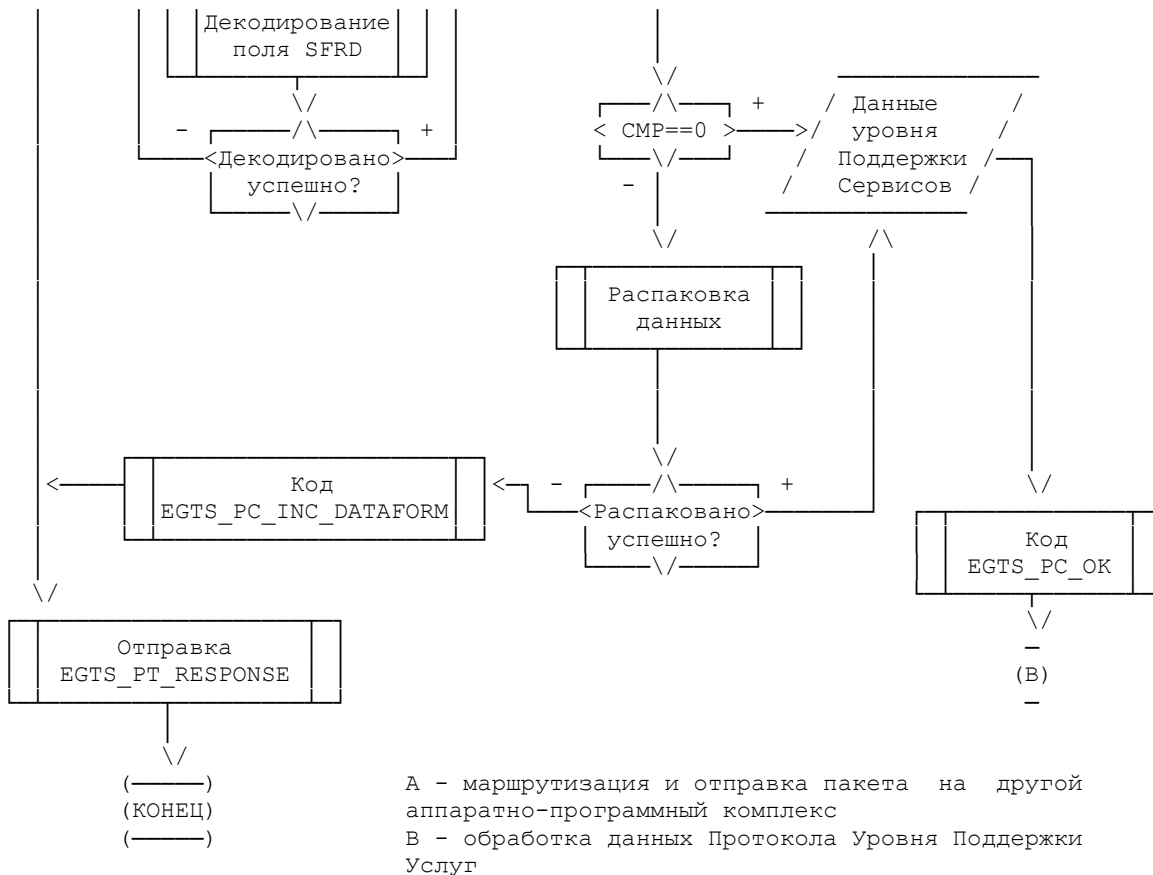 Декодирование
поля SFRD
- +
<Декодировано>
успешно?
+
< CMP==0 >
-
Данные
уровня
Поддержки
Сервисов
Распаковка
данных
Код
EGTS_PC_INC_DATAFORM
- +
<Распаковано>
успешно?
Код
EGTS_PC_OK
(B)
Отправка
EGTS_PT_RESPONSE
(КОНЕЦ)
A - маршрутизация и отправка пакета на другой
аппаратно-программный комплекс
B - обработка данных Протокола Уровня Поддержки
Услуг